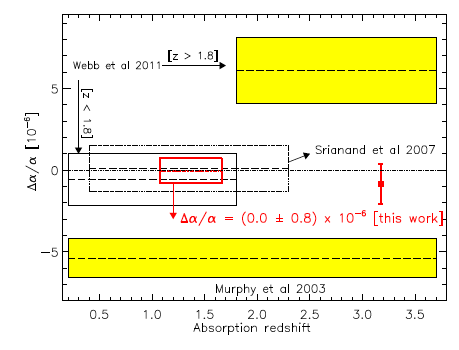 Webb et al 2011
[z > 1.8]
[z < 1.8]
Srianand et al 2007
Δα/α = (0.0 ± 0.8) x 10⁻⁶ [this work]
Murphy et al 2003
Δα/α [10⁻⁶]
5
0
−5
0.5 1.0 1.5 2.0 2.5 3.0 3.5
Absorption redshift